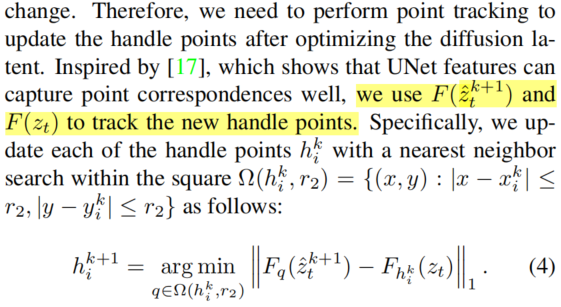 change. Therefore, we need to perform point tracking to
update the handle points after optimizing the diffusion la-
tent. Inspired by [17], which shows that UNet features can
capture point correspondences well, we use $F(\hat{z}_t^{k+1})$ and
$F(z_t)$ to track the new handle points. Specifically, we up-
date each of the handle points $h_i^k$ with a nearest neighbor
search within the square $\Omega(h_i^k, r_2) = \{(x, y) : |x - x_i^k| \leq$
$r_2, |y - y_i^k| \leq r_2\}$ as follows:
$h_i^{k+1} = \underset{q \in \Omega(h_i^k, r_2)}{\arg\min} \left\| F_q(\hat{z}_t^{k+1}) - F_{h_i^k}(z_t) \right\|_1 .$ (4)